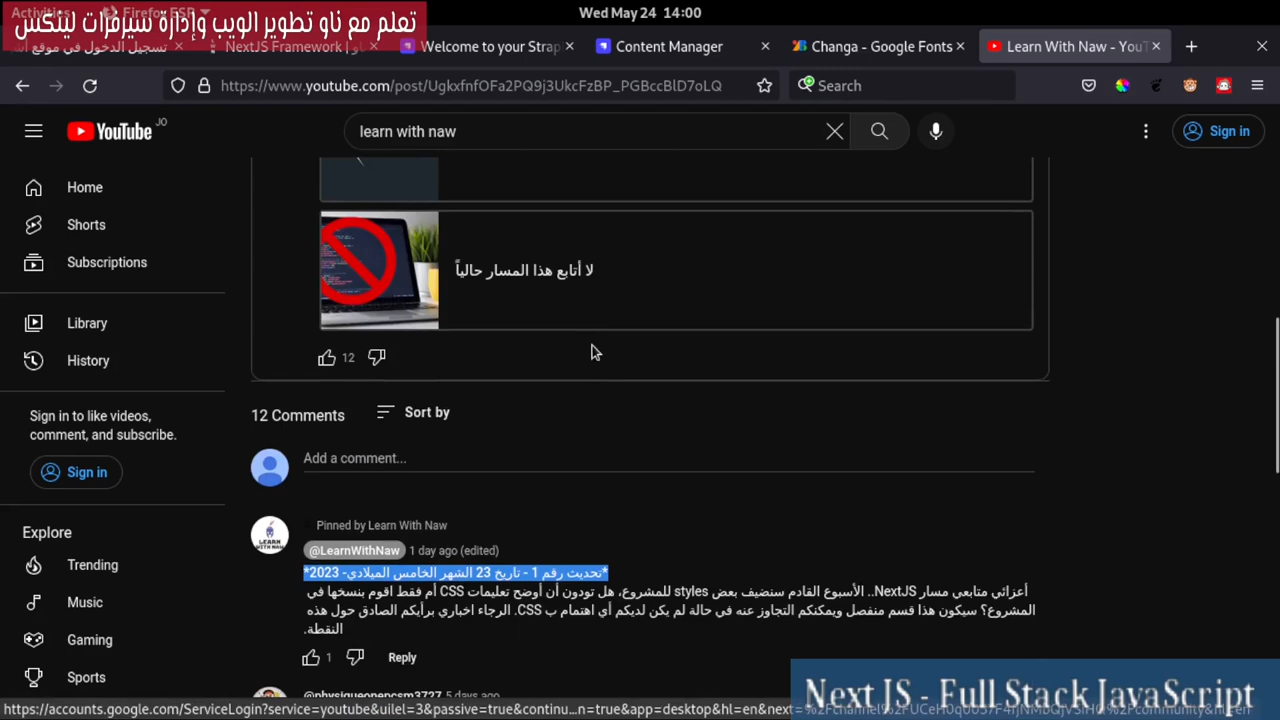 تعلم مع ناو تطوير الويب وإدارة سيرفرات لينكس
Wed May 24 14:00
NextJS Framework |
Welcome to your Strap
Content Manager
Changa - Google Fonts
Learn With Naw - YouT
https://www.youtube.com/post/UgkxfnfOFa2PQ9j3UkcFzBP_PGBccBlD7oLQ
Search
YouTube
JO
learn with naw
Sign in
Home
Shorts
Subscriptions
Library
History
Sign in to like videos,
comment, and subscribe.
Sign in
Explore
Trending
Music
Gaming
Sports
لا أتابع هذا المسار حالياً
12
12 Comments
Sort by
Add a comment...
Pinned by Learn With Naw
@LearnWithNaw 1 day ago (edited)
*تحديث رقم 1 - تاريخ 23 الشهر الخامس الميلادي- 2023*
أعزائي متابعي مسار NextJS.. الأسبوع القادم سنضيف بعض styles للمشروع، هل تودون أن أوضح تعليمات CSS أم فقط اقوم بنسخها في
المشروع؟ سيكون هذا قسم منفصل ويمكنكم التجاوز عنه في حالة لم يكن لديكم أي اهتمام ب CSS. الرجاء اخباري برأيكم الصادق حول هذه
النقطة.
1
Reply
@physiqueonepcsm3727 5 days ago
Next JS - Full Stack JavaScript